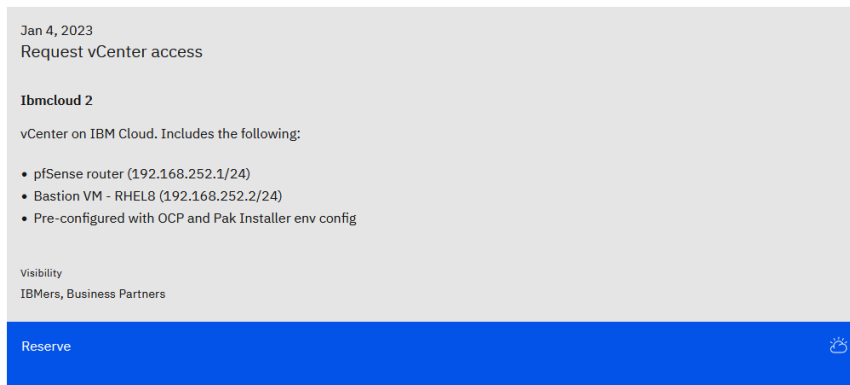 Jan 4, 2023
Request vCenter access
Ibmcloud 2
vCenter on IBM Cloud. Includes the following:
• pfSense router (192.168.252.1/24)
• Bastion VM - RHEL8 (192.168.252.2/24)
• Pre-configured with OCP and Pak Installer env config
Visibility
IBMers, Business Partners
Reserve